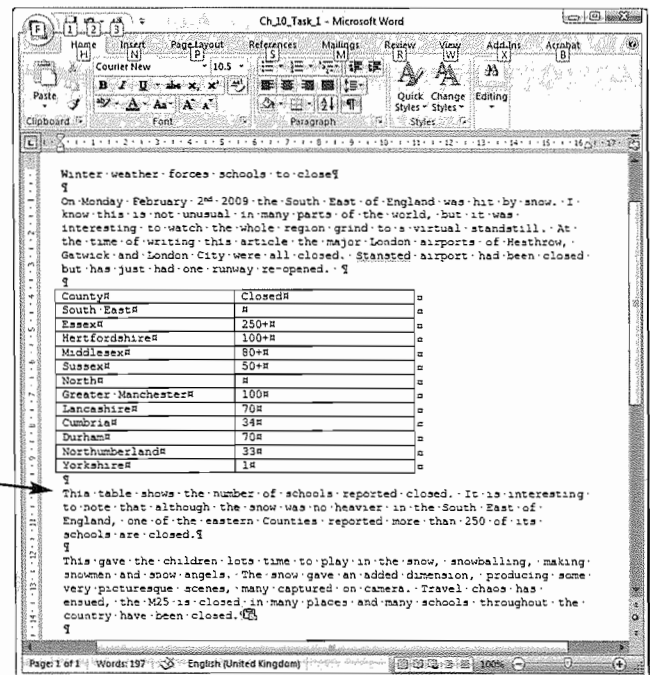 Ch_10_Task_1 - Microsoft Word
F 1 2 3
Home Insert Page Layout References Mailings Review View Add-Ins Acrobat
H N P S M R W X B
Paste
Courier New 10.5
B I U abc x₂ x²
Aa A A
Quick Styles Change Styles Editing
Clipboard Font Paragraph Styles
Winter weather forces schools to close¶
¶
On Monday February 2nd 2009 the South East of England was hit by snow. I
know this is not unusual in many parts of the world, but it was
interesting to watch the whole region grind to a virtual standstill. At
the time of writing this article the major London airports of Heathrow,
Gatwick and London City were all closed. Stansted airport had been closed
but has just had one runway re-opened. ¶
¶
County¤ Closed¤
South East¤ ¤
Essex¤ 250+¤
Hertfordshire¤ 100+¤
Middlesex¤ 80+¤
Sussex¤ 50+¤
North¤ ¤
Greater Manchester¤ 100¤
Lancashire¤ 70¤
Cumbria¤ 34¤
Durham¤ 70¤
Northumberland¤ 33¤
Yorkshire¤ 1¤
¶
This table shows the number of schools reported closed. It is interesting
to note that although the snow was no heavier in the South East of
England, one of the eastern Counties reported more than 250 of its
schools are closed.¶
¶
This gave the children lots time to play in the snow, snowballing, making
snowmen and snow angels. The snow gave an added dimension, producing some
very picturesque scenes, many captured on camera. Travel chaos has
ensued, the M25 is closed in many places and many schools throughout the
country have been closed.¶
¶
Page: 1 of 1 Words: 197 English (United Kingdom) 100%